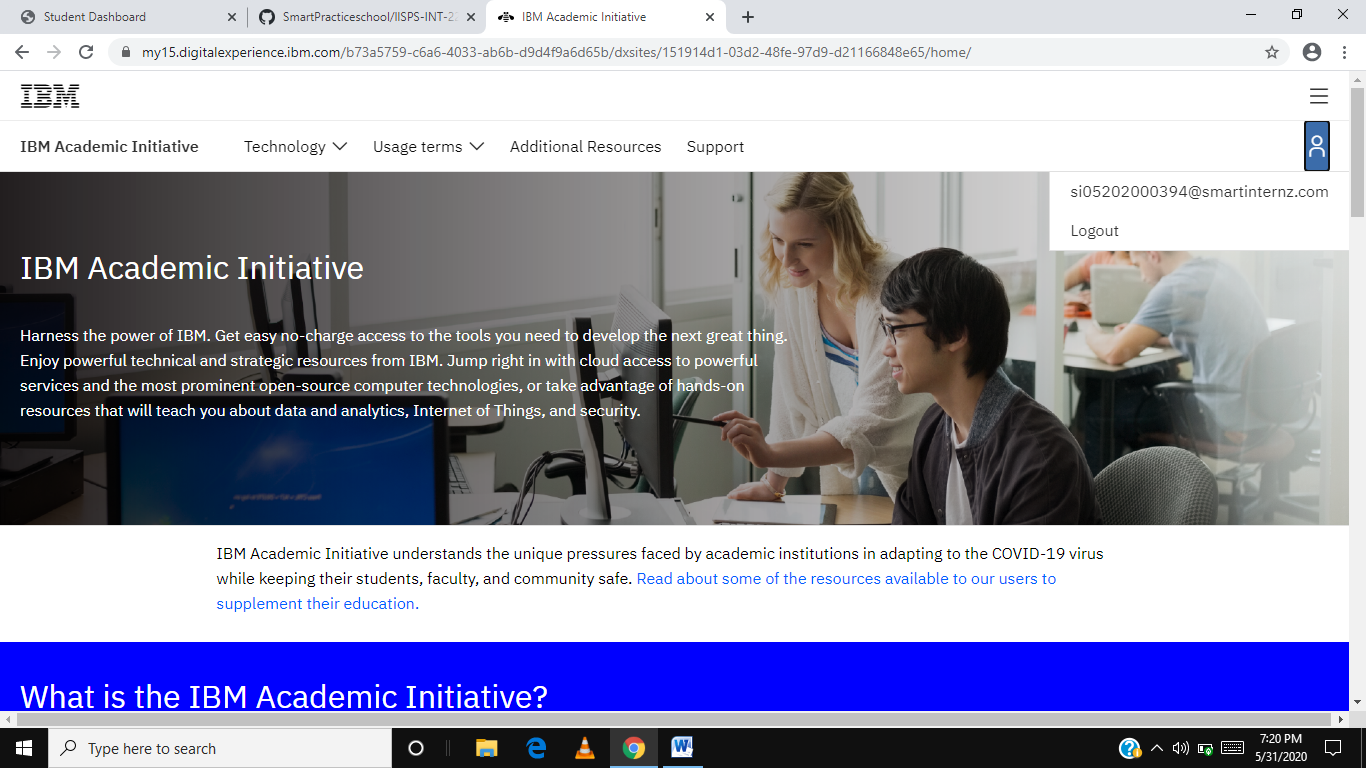 Student Dashboard
SmartPracticeschool/IISPS-INT-22
IBM Academic Initiative
my15.digitalexperience.ibm.com/b73a5759-c6a6-4033-ab6b-d9d4f9a6d65b/dxsites/151914d1-03d2-48fe-97d9-d21166848e65/home/
IBM
IBM Academic Initiative Technology Usage terms Additional Resources Support
si05202000394@smartinternz.com
Logout
IBM Academic Initiative
Harness the power of IBM. Get easy no-charge access to the tools you need to develop the next great thing.
Enjoy powerful technical and strategic resources from IBM. Jump right in with cloud access to powerful
services and the most prominent open-source computer technologies, or take advantage of hands-on
resources that will teach you about data and analytics, Internet of Things, and security.
IBM Academic Initiative understands the unique pressures faced by academic institutions in adapting to the COVID-19 virus
while keeping their students, faculty, and community safe. Read about some of the resources available to our users to
supplement their education.
What is the IBM Academic Initiative?
Type here to search
7:20 PM
5/31/2020